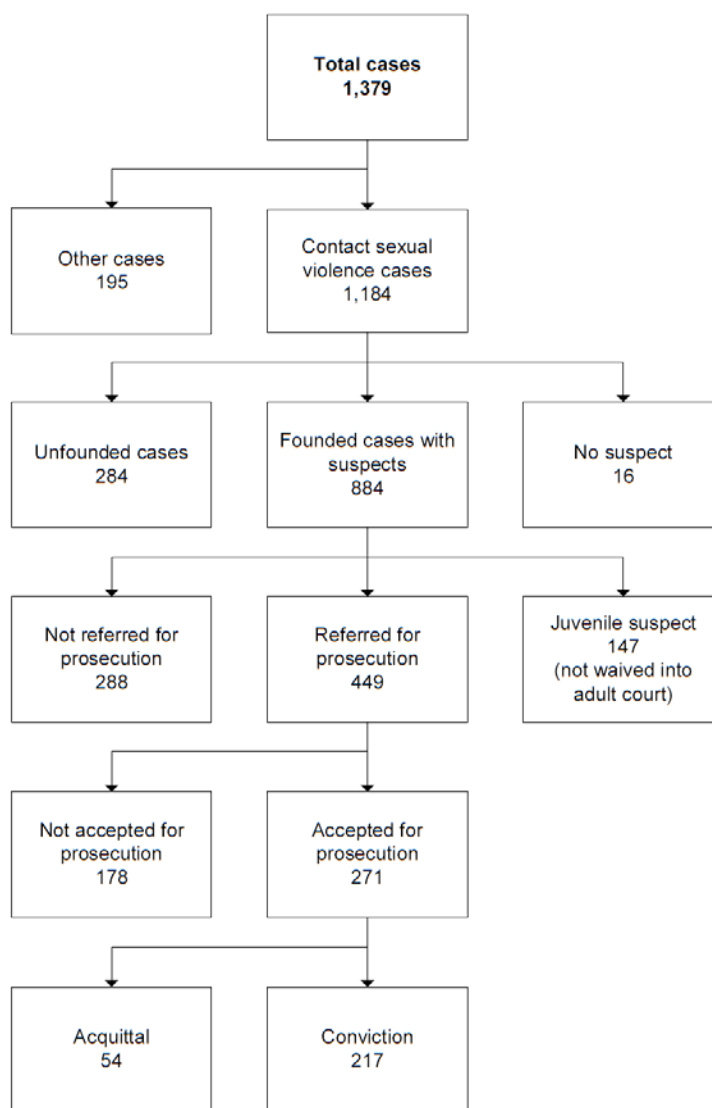 Total cases
1,379
Other cases
195
Contact sexual
violence cases
1,184
Unfounded cases
284
Founded cases with
suspects
884
No suspect
16
Not referred for
prosecution
288
Referred for
prosecution
449
Juvenile suspect
147
(not waived into
adult court)
Not accepted for
prosecution
178
Accepted for
prosecution
271
Acquittal
54
Conviction
217